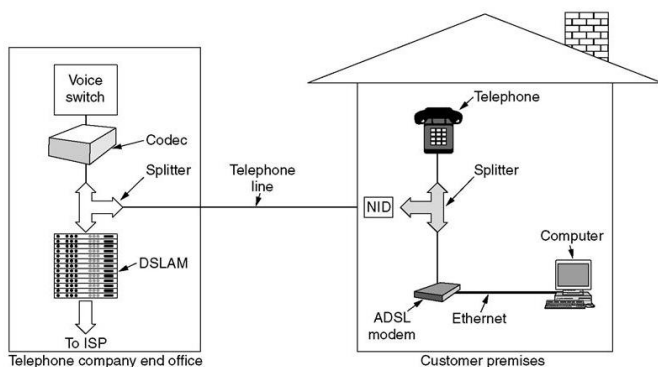 Voice
switch
Codec
Splitter
DSLAM
To ISP
Telephone company end office
Telephone
line
Telephone
Splitter
NID
Computer
ADSL
modem
Ethernet
Customer premises